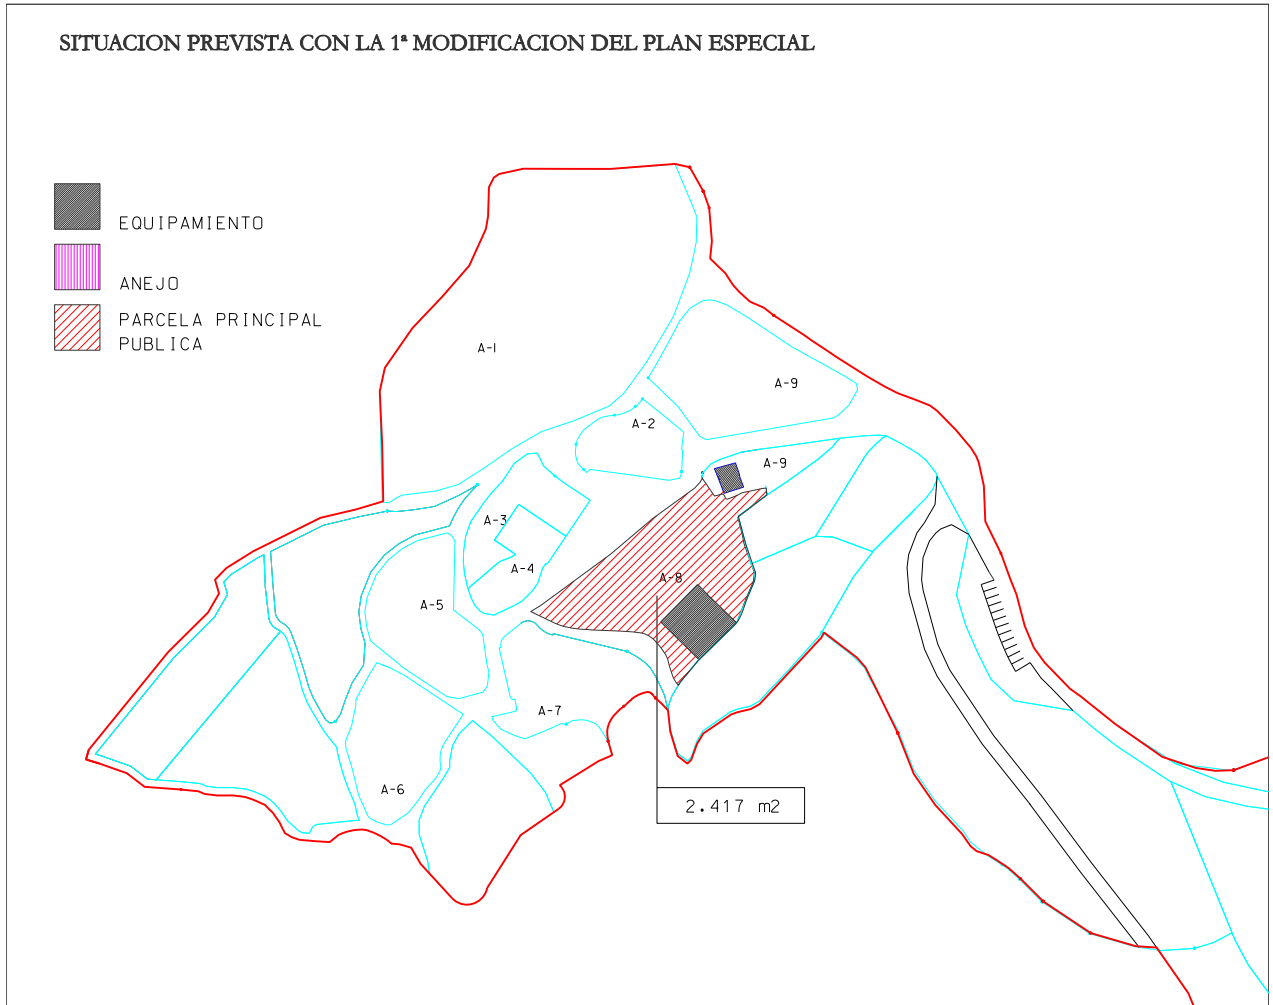 SITUACION PREVISTA CON LA 1ª MODIFICACION DEL PLAN ESPECIAL
EQUIPAMIENTO
ANEJO
PARCELA PRINCIPAL
PUBLICA
A-1
A-9
A-2
A-9
A-3
A-4
A-8
A-5
A-7
A-6
2.417 m2